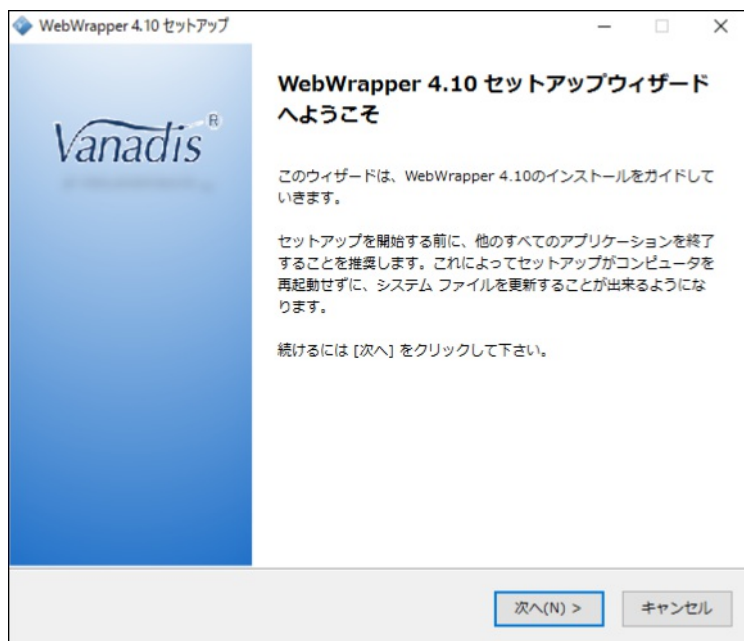 WebWrapper 4.10 セットアップ
Vanadis®
WebWrapper 4.10 セットアップウィザード
へようこそ
このウィザードは、WebWrapper 4.10のインストールをガイドして
いきます。
セットアップを開始する前に、他のすべてのアプリケーションを終了
することを推奨します。これによってセットアップがコンピュータを
再起動せずに、システム ファイルを更新することが出来るようにな
ります。
続けるには [次へ] をクリックして下さい。
次へ(N) >
キャンセル